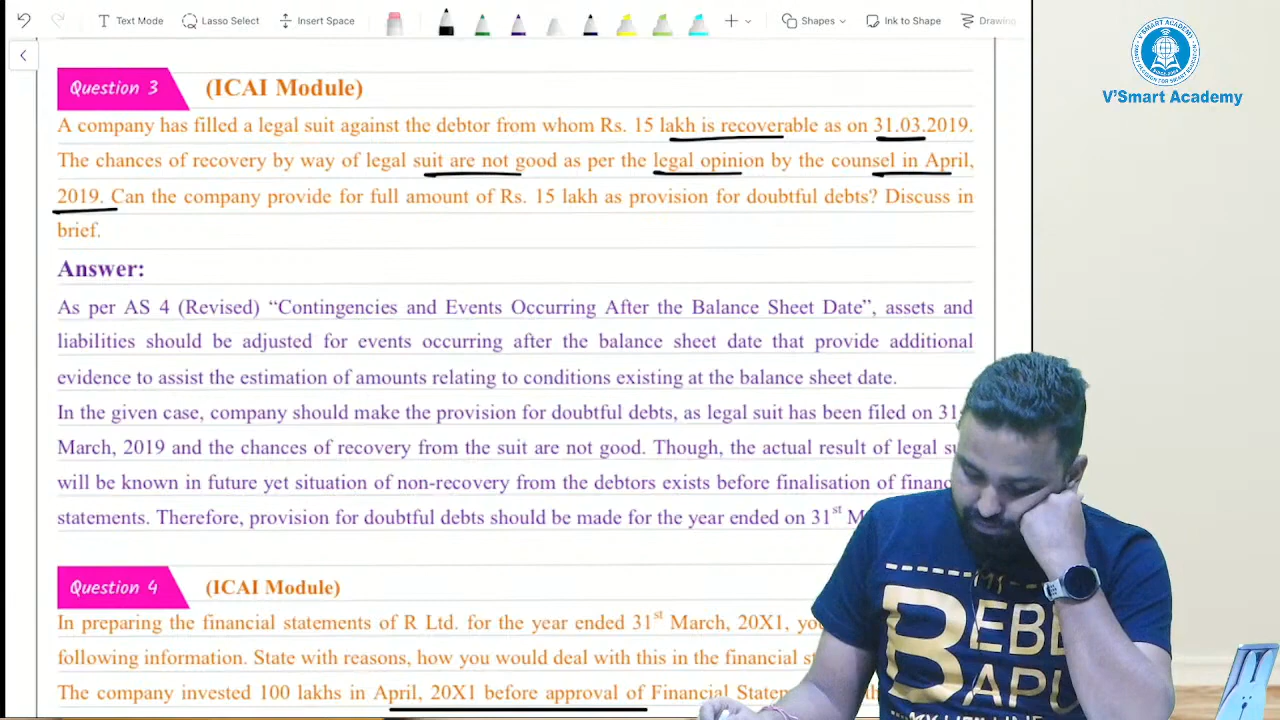 Text Mode Lasso Select Insert Space Shapes Ink to Shape Drawing
V'SMART ACADEMY
V'Smart Academy
Question 3 (ICAI Module)
A company has filled a legal suit against the debtor from whom Rs. 15 lakh is recoverable as on 31.03.2019.
The chances of recovery by way of legal suit are not good as per the legal opinion by the counsel in April,
2019. Can the company provide for full amount of Rs. 15 lakh as provision for doubtful debts? Discuss in
brief.
Answer:
As per AS 4 (Revised) “Contingencies and Events Occurring After the Balance Sheet Date”, assets and
liabilities should be adjusted for events occurring after the balance sheet date that provide additional
evidence to assist the estimation of amounts relating to conditions existing at the balance sheet date.
In the given case, company should make the provision for doubtful debts, as legal suit has been filed on 31
March, 2019 and the chances of recovery from the suit are not good. Though, the actual result of legal su
will be known in future yet situation of non-recovery from the debtors exists before finalisation of financ
statements. Therefore, provision for doubtful debts should be made for the year ended on 31st M
Question 4 (ICAI Module)
In preparing the financial statements of R Ltd. for the year ended 31st March, 20X1, yo
following information. State with reasons, how you would deal with this in the financial s
The company invested 100 lakhs in April, 20X1 before approval of Financial Statem
MY
BEBE
BAPU